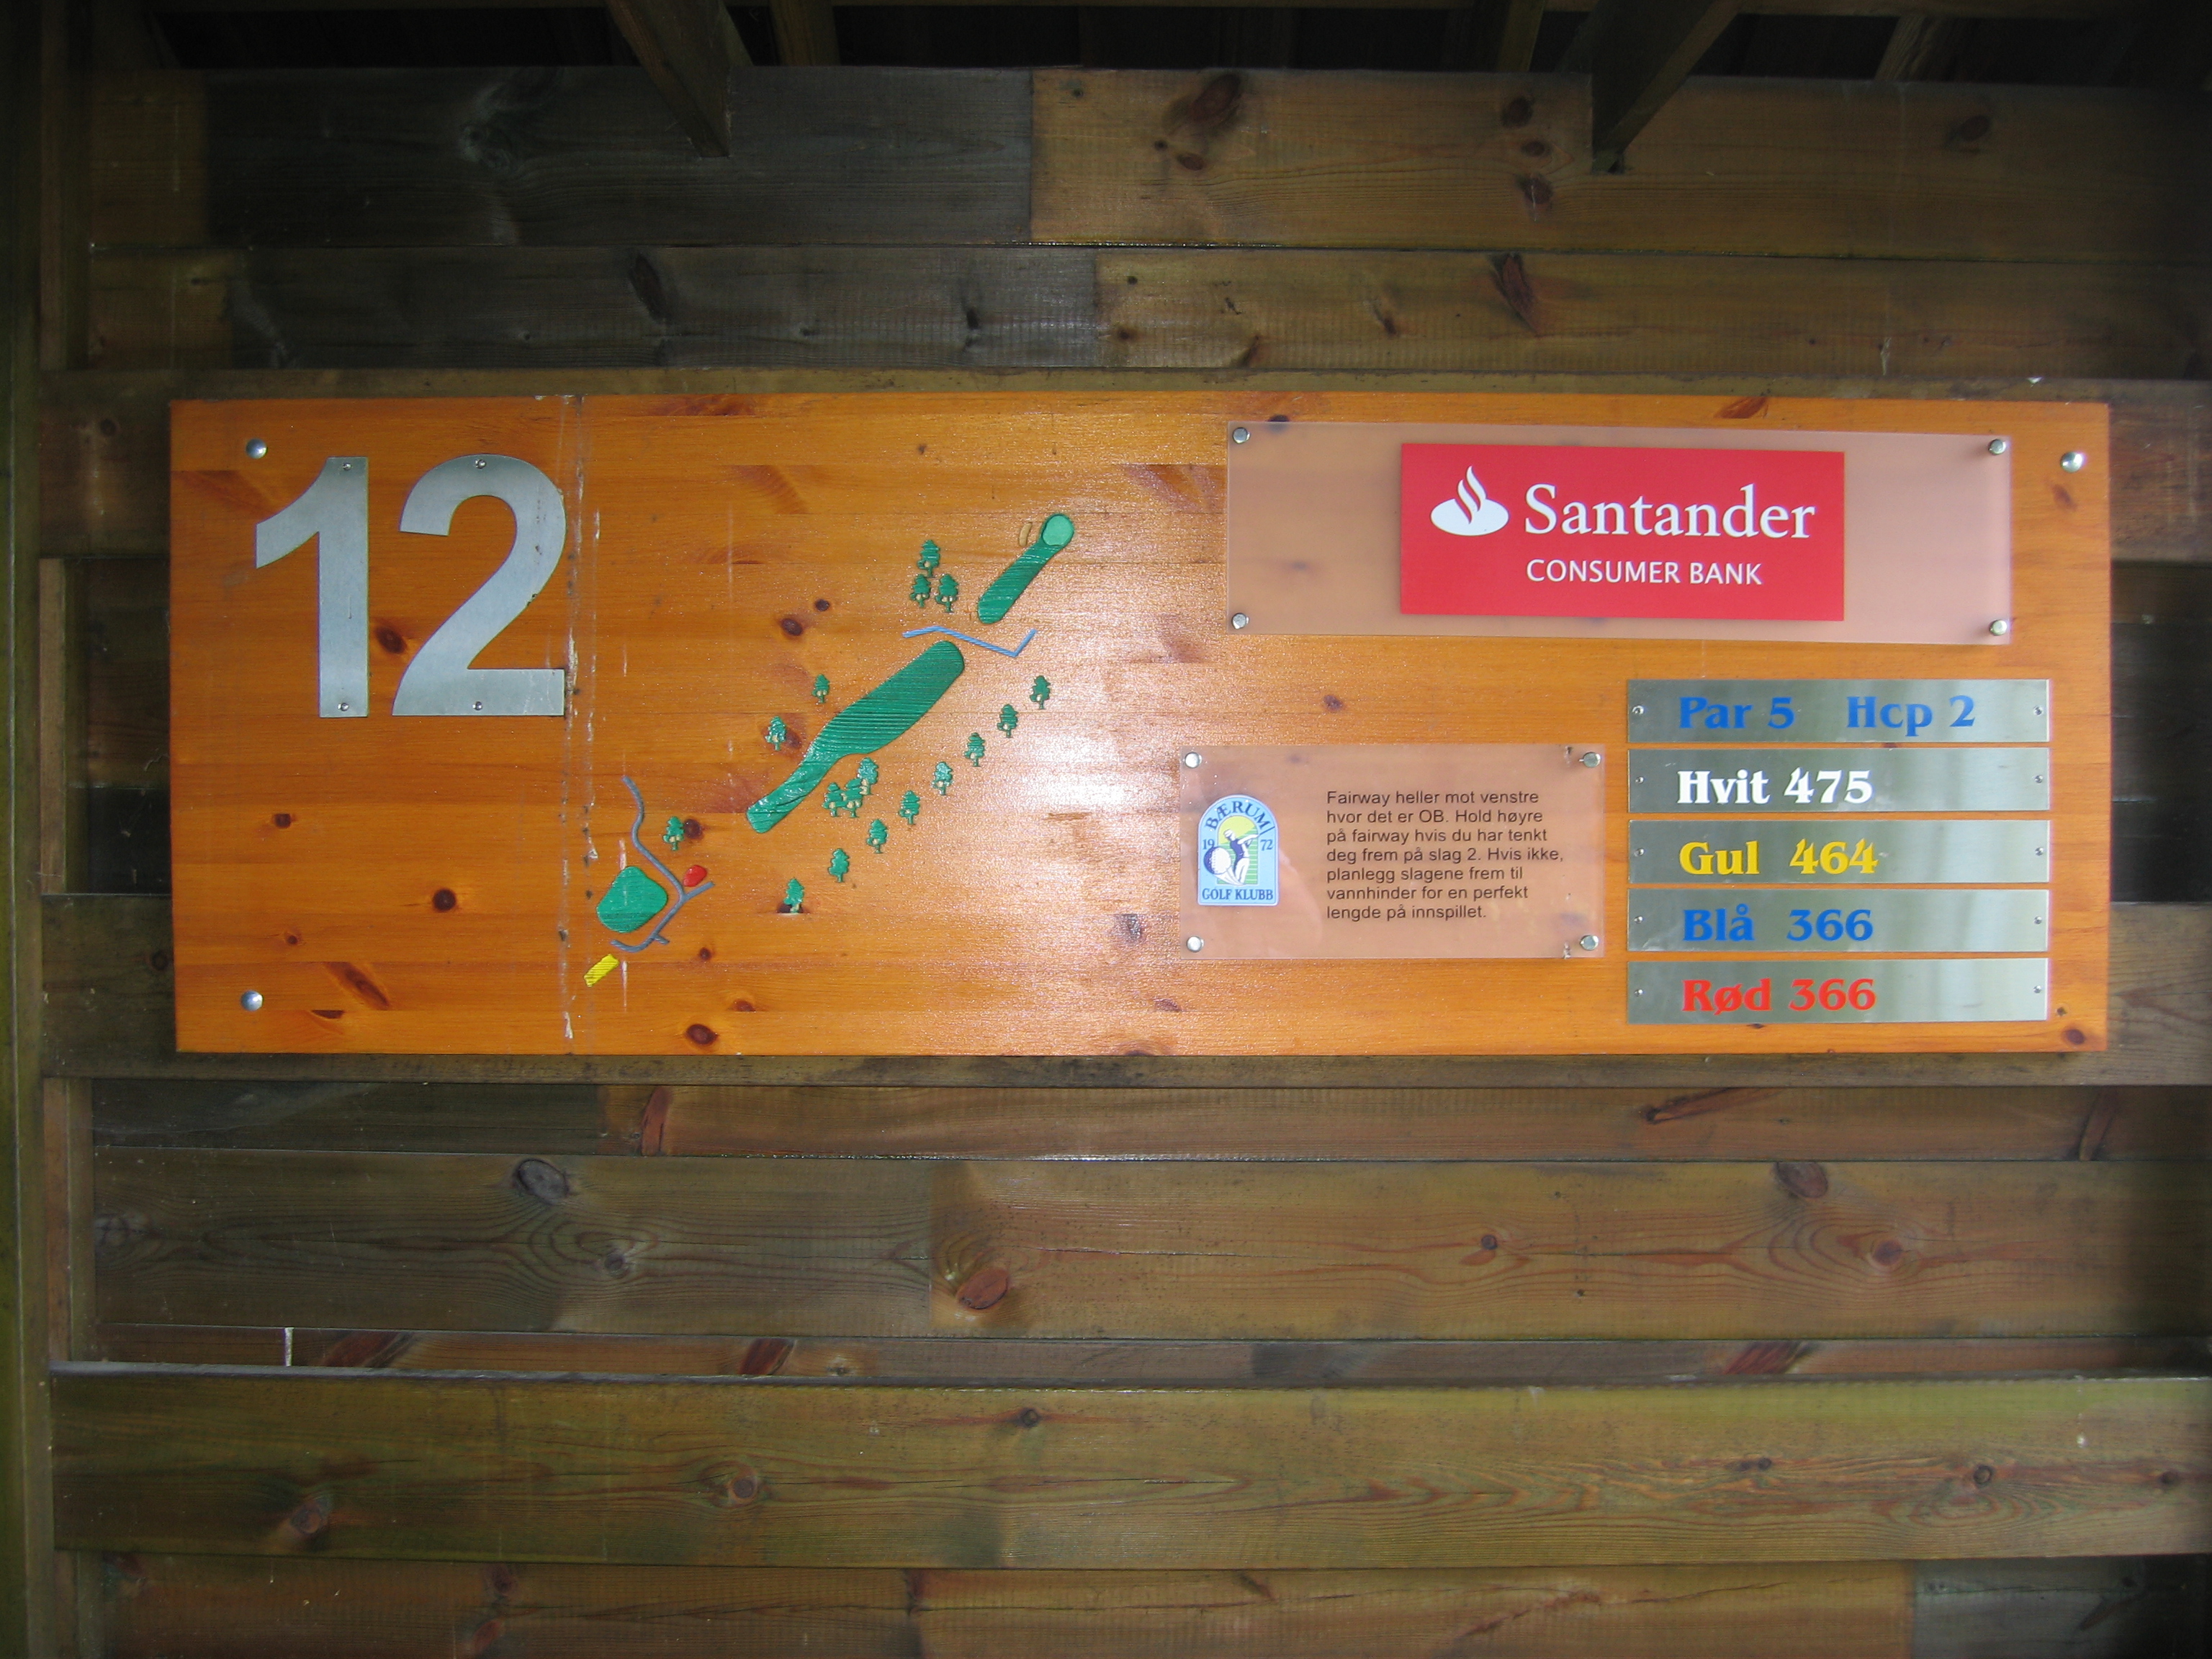 12
Santander
CONSUMER BANK
Par 5 Hcp 2
Hvit 475
Gul 464
Blå 366
Rød 366
BÆRUM
19 72
GOLF KLUBB
Fairway heller mot venstre
hvor det er OB. Hold høyre
på fairway hvis du har tenkt
deg frem på slag 2. Hvis ikke,
planlegg slagene frem til
vannhinder for en perfekt
lengde på innspillet.